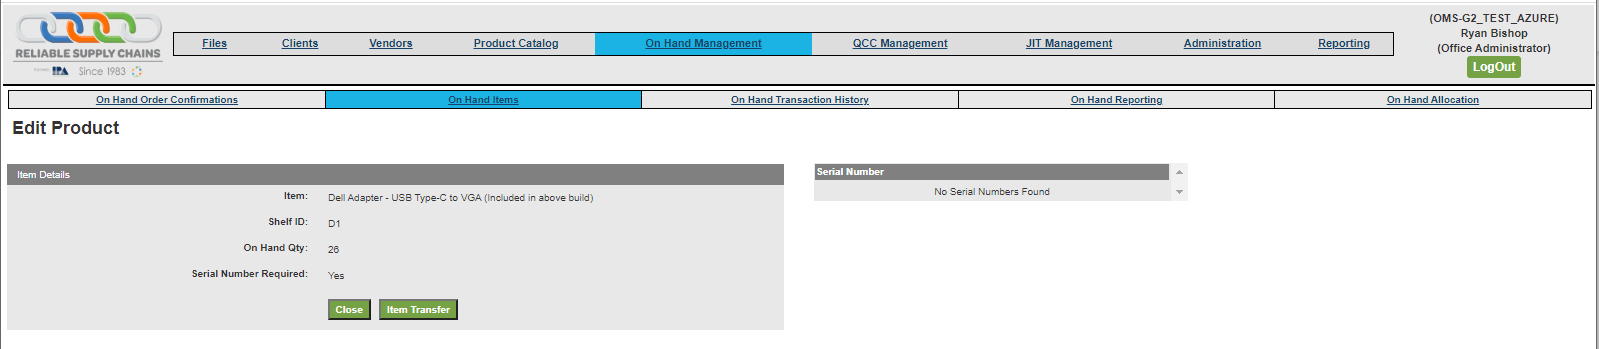 RELIABLE SUPPLY CHAINS
IPA Since 1983
Files Clients Vendors Product Catalog On Hand Management QCC Management JIT Management Administration Reporting
(OMS-G2_TEST_AZURE)
Ryan Bishop
(Office Administrator)
LogOut
On Hand Order Confirmations On Hand Items On Hand Transaction History On Hand Reporting On Hand Allocation
Edit Product
Item Details
Item: Dell Adapter - USB Type-C to VGA (Included in above build)
Shelf ID: D1
On Hand Qty: 26
Serial Number Required: Yes
Close Item Transfer
Serial Number
No Serial Numbers Found